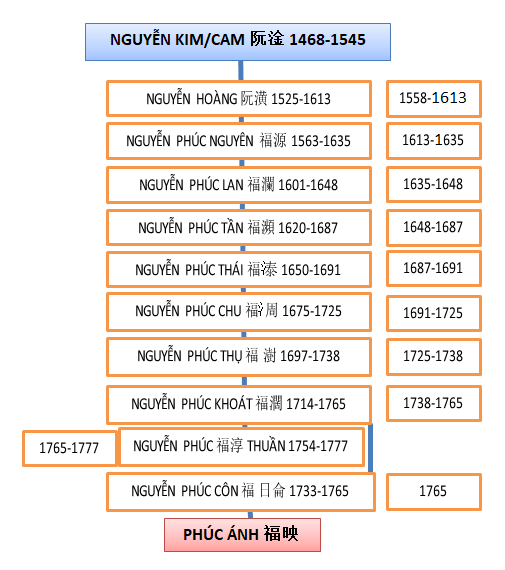 NGUYỄN KIM/CAM 阮淦 1468-1545
NGUYỄN HOÀNG 阮潢 1525-1613 1558-1613
NGUYỄN PHÚC NGUYÊN 福源 1563-1635 1613-1635
NGUYỄN PHÚC LAN 福瀾 1601-1648 1635-1648
NGUYỄN PHÚC TẦN 福瀕 1620-1687 1648-1687
NGUYỄN PHÚC THÁI 福溙 1650-1691 1687-1691
NGUYỄN PHÚC CHU 福淍 1675-1725 1691-1725
NGUYỄN PHÚC THỤ 福澍 1697-1738 1725-1738
NGUYỄN PHÚC KHOÁT 福濶 1714-1765 1738-1765
1765-1777 NGUYỄN PHÚC 福淳 THUẦN 1754-1777
NGUYỄN PHÚC CÔN 福 日侖 1733-1765 1765
PHÚC ÁNH 福映